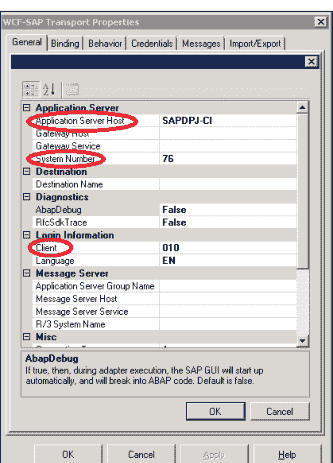 WCF-SAP Transport Properties
General Binding Behavior Credentials Messages Import/Export
Application Server
Application Server Host SAPDPJ-CI
Gateway Host
Gateway Service
System Number 76
Destination
Destination Name
Diagnostics
AbapDebug False
RfcSdkTrace False
Login Information
Client 010
Language EN
Message Server
Application Server Group Name
Message Server Host
Message Server Service
R/3 System Name
Misc
AbapDebug
If true, then, during adapter execution, the SAP GUI will start up
automatically, and will break into ABAP code. Default is false.
OK Cancel
OK Cancel Apply Help